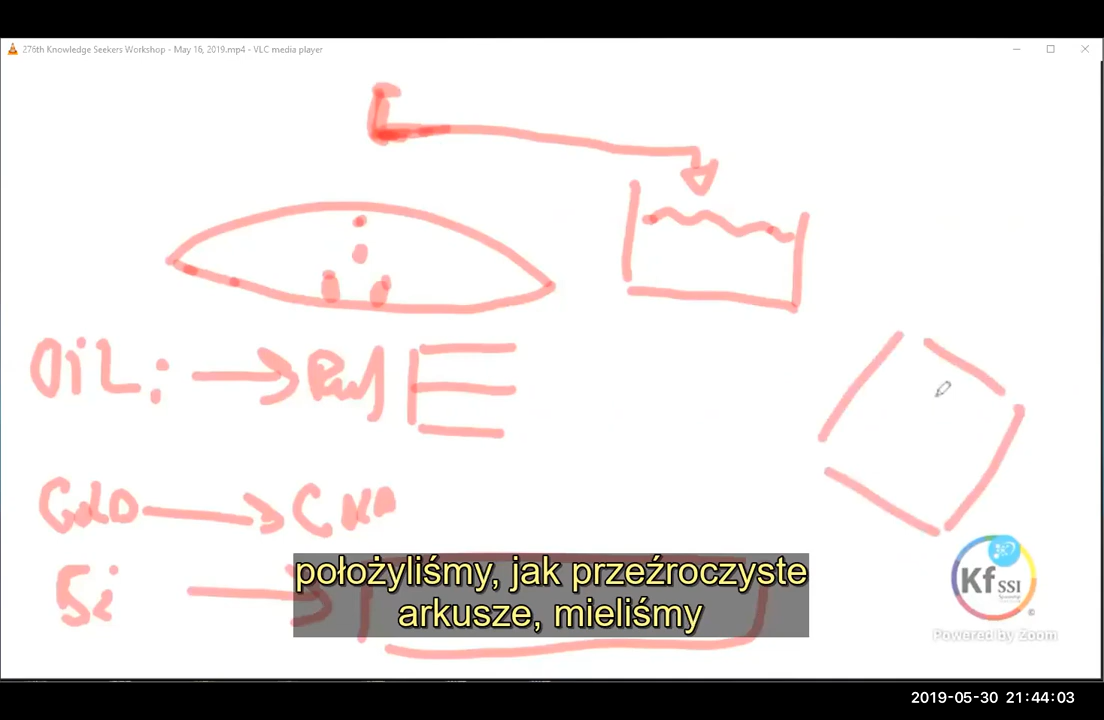 276th Knowledge Seekers Workshop - May 16, 2019.mp4 - VLC media player
OiL:
GOLD
Si
położyliśmy, jak przeźroczyste
arkusze, mieliśmy
Kf SSI
Powered by Zoom
2019-05-30 21:44:03